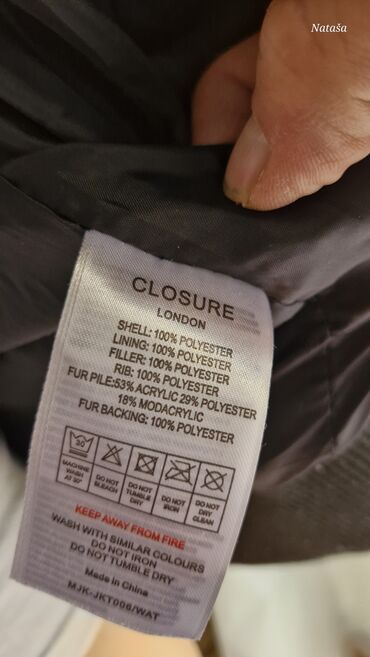 Nataša
CLOSURE
LONDON
SHELL: 100% POLYESTER
LINING: 100% POLYESTER
FILLER: 100% POLYESTER
RIB: 100% POLYESTER
FUR PILE:53% ACRYLIC 29% POLYESTER
18% MODACRYLIC
FUR BACKING: 100% POLYESTER
30°
MACHINE WASH AT 30° DO NOT BLEACH DO NOT TUMBLE DRY DO NOT IRON DO NOT DRY CLEAN
KEEP AWAY FROM FIRE
WASH WITH SIMILAR COLOURS
DO NOT IRON
DO NOT TUMBLE DRY
Made in China
MJK-JKT006/WAT